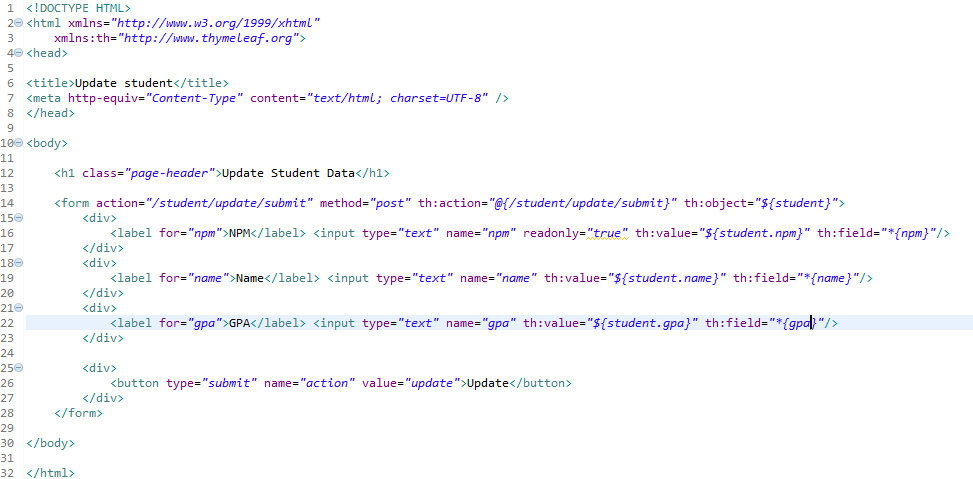 1 <!DOCTYPE HTML>
2 <html xmlns="http://www.w3.org/1999/xhtml"
3     xmlns:th="http://www.thymeleaf.org">
4 <head>
5
6 <title>Update student</title>
7 <meta http-equiv="Content-Type" content="text/html; charset=UTF-8" />
8 </head>
9
10 <body>
11
12     <h1 class="page-header">Update Student Data</h1>
13
14     <form action="/student/update/submit" method="post" th:action="@{/student/update/submit}" th:object="${student}">
15         <div>
16             <label for="npm">NPM</label> <input type="text" name="npm" readonly="true" th:value="${student.npm}" th:field="*{npm}"/>
17         </div>
18         <div>
19             <label for="name">Name</label> <input type="text" name="name" th:value="${student.name}" th:field="*{name}"/>
20         </div>
21         <div>
22             <label for="gpa">GPA</label> <input type="text" name="gpa" th:value="${student.gpa}" th:field="*{gpa}"/>
23         </div>
24
25         <div>
26             <button type="submit" name="action" value="update">Update</button>
27         </div>
28     </form>
29
30 </body>
31
32 </html>